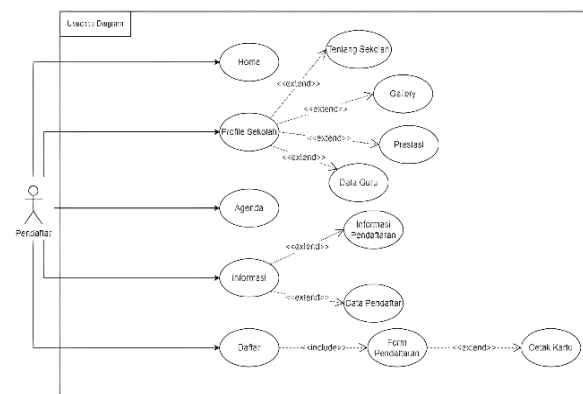 Usecase Diagram
Home
Tentang Sekolah
<<extend>>
Gallery
<<extend>>
Profile Sekolah
Prestasi
<<extend>>
<<extend>>
Data Guru
Pendaftar
Agenda
Informasi
Pendaftaran
<<extend>>
Informasi
<<extend>>
Data Pendaftar
Daftar
<<include>>
Form
Pendaftaran
<<extend>>
Cetak Kartu